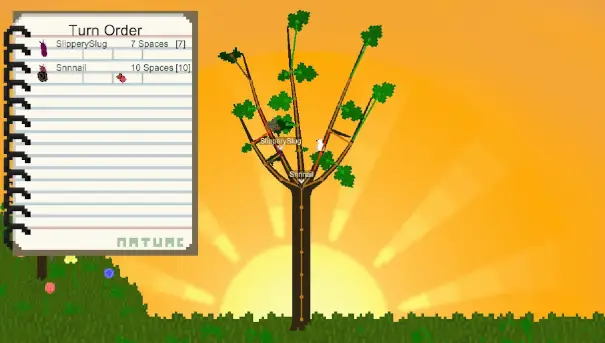 Turn Order
SlipperySlug 7 Spaces [7]
Snnnail 10 Spaces [10]
NATURE
SlipperySlug
Snnnail